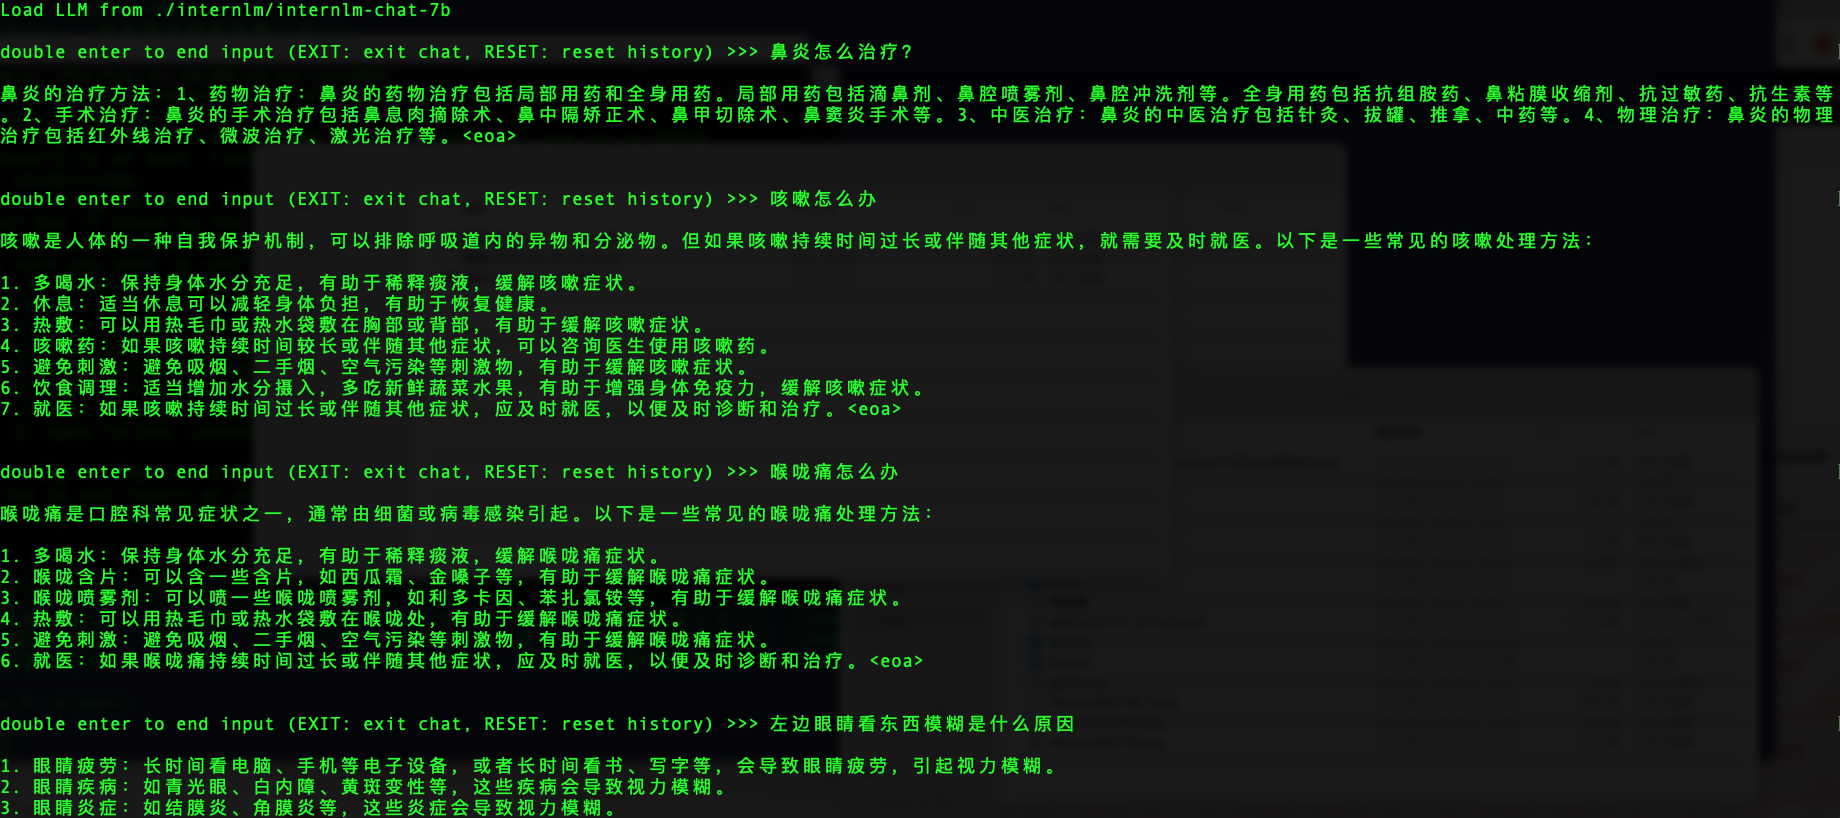 Load LLM from ./internlm/internlm-chat-7b
double enter to end input (EXIT: exit chat, RESET: reset history) >>> 鼻炎怎么治疗?
鼻炎的治疗方法: 1、药物治疗: 鼻炎的药物治疗包括局部用药和全身用药。局部用药包括滴鼻剂、鼻腔喷雾剂、鼻腔冲洗剂等。全身用药包括抗组胺药、鼻粘膜收缩剂、抗过敏药、抗生素等
。2、手术治疗: 鼻炎的手术治疗包括鼻息肉摘除术、鼻中隔矫正术、鼻甲切除术、鼻窦炎手术等。3、中医治疗: 鼻炎的中医治疗包括针灸、拔罐、推拿、中药等。4、物理治疗: 鼻炎的物理
治疗包括红外线治疗、微波治疗、激光治疗等。<eoa>
double enter to end input (EXIT: exit chat, RESET: reset history) >>> 咳嗽怎么办
咳嗽是人体的一种自我保护机制, 可以排除呼吸道内的异物和分泌物。但如果咳嗽持续时间过长或伴随其他症状, 就需要及时就医。以下是一些常见的咳嗽处理方法:
1. 多喝水: 保持身体水分充足, 有助于稀释痰液, 缓解咳嗽症状。
2. 休息: 适当休息可以减轻身体负担, 有助于恢复健康。
3. 热敷: 可以用热毛巾或热水袋敷在胸部或背部, 有助于缓解咳嗽症状。
4. 咳嗽药: 如果咳嗽持续时间较长或伴随其他症状, 可以咨询医生使用咳嗽药。
5. 避免刺激: 避免吸烟、二手烟、空气污染等刺激物, 有助于缓解咳嗽症状。
6. 饮食调理: 适当增加水分摄入, 多吃新鲜蔬菜水果, 有助于增强身体免疫力, 缓解咳嗽症状。
7. 就医: 如果咳嗽持续时间过长或伴随其他症状, 应及时就医, 以便及时诊断和治疗。<eoa>
double enter to end input (EXIT: exit chat, RESET: reset history) >>> 喉咙痛怎么办
喉咙痛是口腔科常见症状之一, 通常由细菌或病毒感染引起。以下是一些常见的喉咙痛处理方法:
1. 多喝水: 保持身体水分充足, 有助于稀释痰液, 缓解喉咙痛症状。
2. 喉咙含片: 可以含一些含片, 如西瓜霜、金嗓子等, 有助于缓解喉咙痛症状。
3. 喉咙喷雾剂: 可以喷一些喉咙喷雾剂, 如利多卡因、苯扎氯铵等, 有助于缓解喉咙痛症状。
4. 热敷: 可以用热毛巾或热水袋敷在喉咙处, 有助于缓解喉咙痛症状。
5. 避免刺激: 避免吸烟、二手烟、空气污染等刺激物, 有助于缓解喉咙痛症状。
6. 就医: 如果喉咙痛持续时间过长或伴随其他症状, 应及时就医, 以便及时诊断和治疗。<eoa>
double enter to end input (EXIT: exit chat, RESET: reset history) >>> 左边眼睛看东西模糊是什么原因
1. 眼睛疲劳: 长时间看电脑、手机等电子设备, 或者长时间看书、写字等, 会导致眼睛疲劳, 引起视力模糊。
2. 眼睛疾病: 如青光眼、白内障、黄斑变性等, 这些疾病会导致视力模糊。
3. 眼睛炎症: 如结膜炎、角膜炎等, 这些炎症会导致视力模糊。